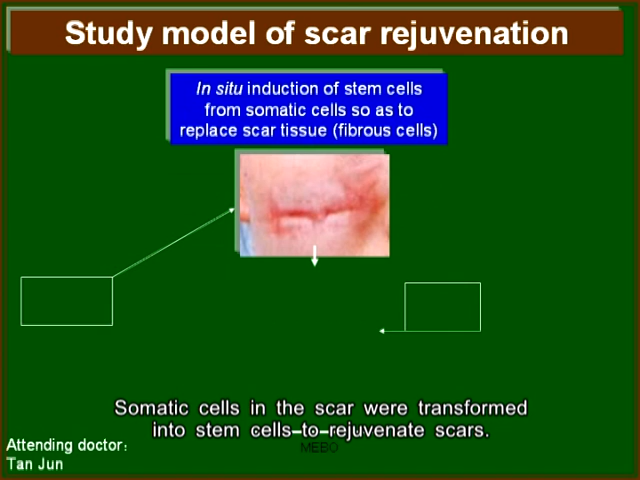 Study model of scar rejuvenation
In situ induction of stem cells
from somatic cells so as to
replace scar tissue (fibrous cells)
Somatic cells in the scar were transformed
into stem cells to rejuvenate scars.
MEBO
Attending doctor:
Tan Jun